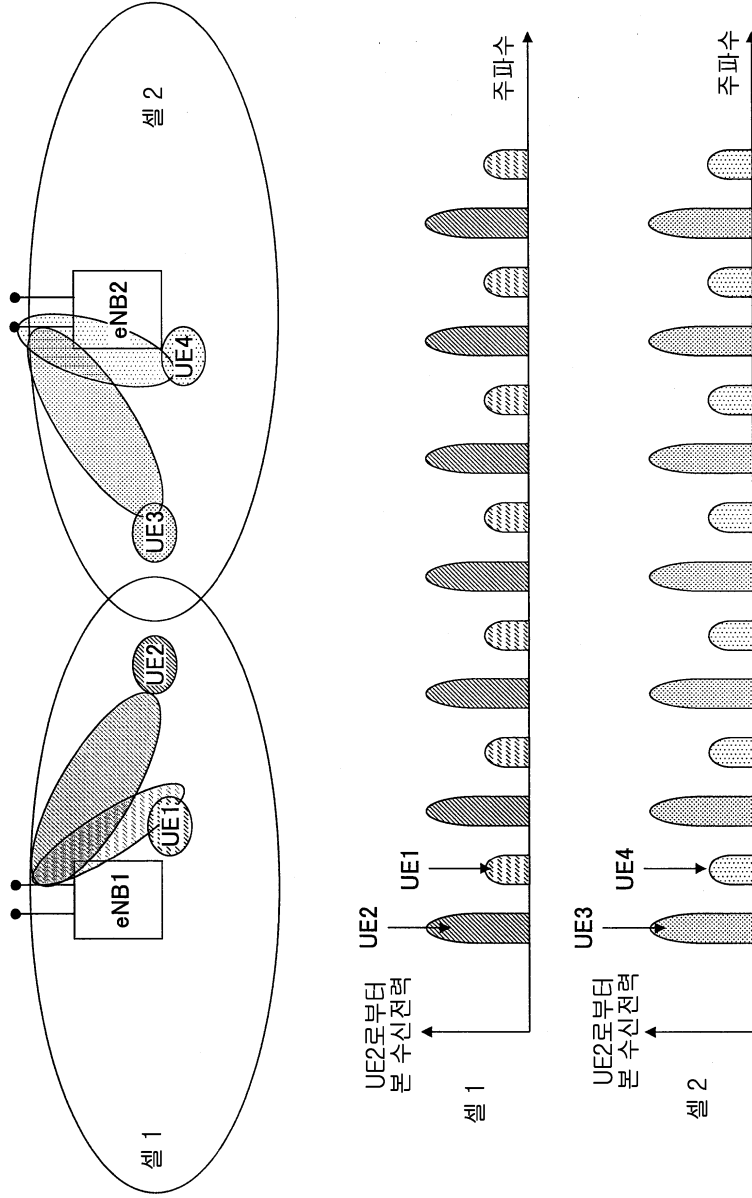 셀 1
셀 2
eNB1
eNB2
UE1
UE2
UE3
UE4
UE2로부터
본 수신전력
셀 1
UE2
UE1
주파수
UE2로부터
본 수신전력
셀 2
UE3
UE4
주파수